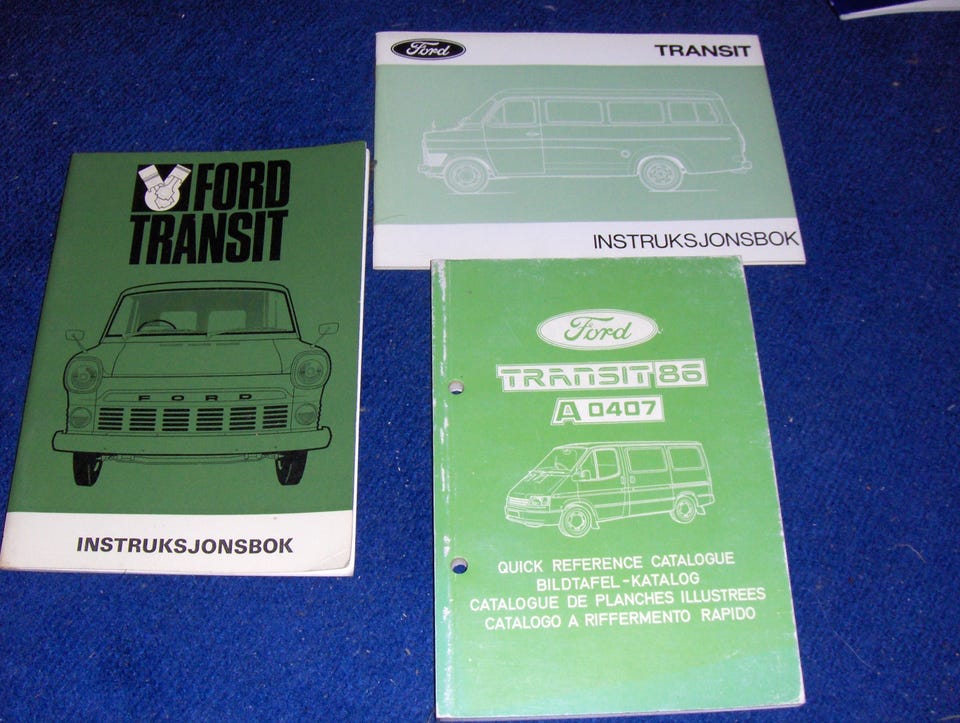 FORD
TRANSIT
FORD
INSTRUKSJONSBOK
Ford
TRANSIT
INSTRUKSJONSBOK
Ford
TRANSIT 86
A 0407
QUICK REFERENCE CATALOGUE
BILDTAFEL-KATALOG
CATALOGUE DE PLANCHES ILLUSTREES
CATALOGO A RIFFERMENTO RAPIDO